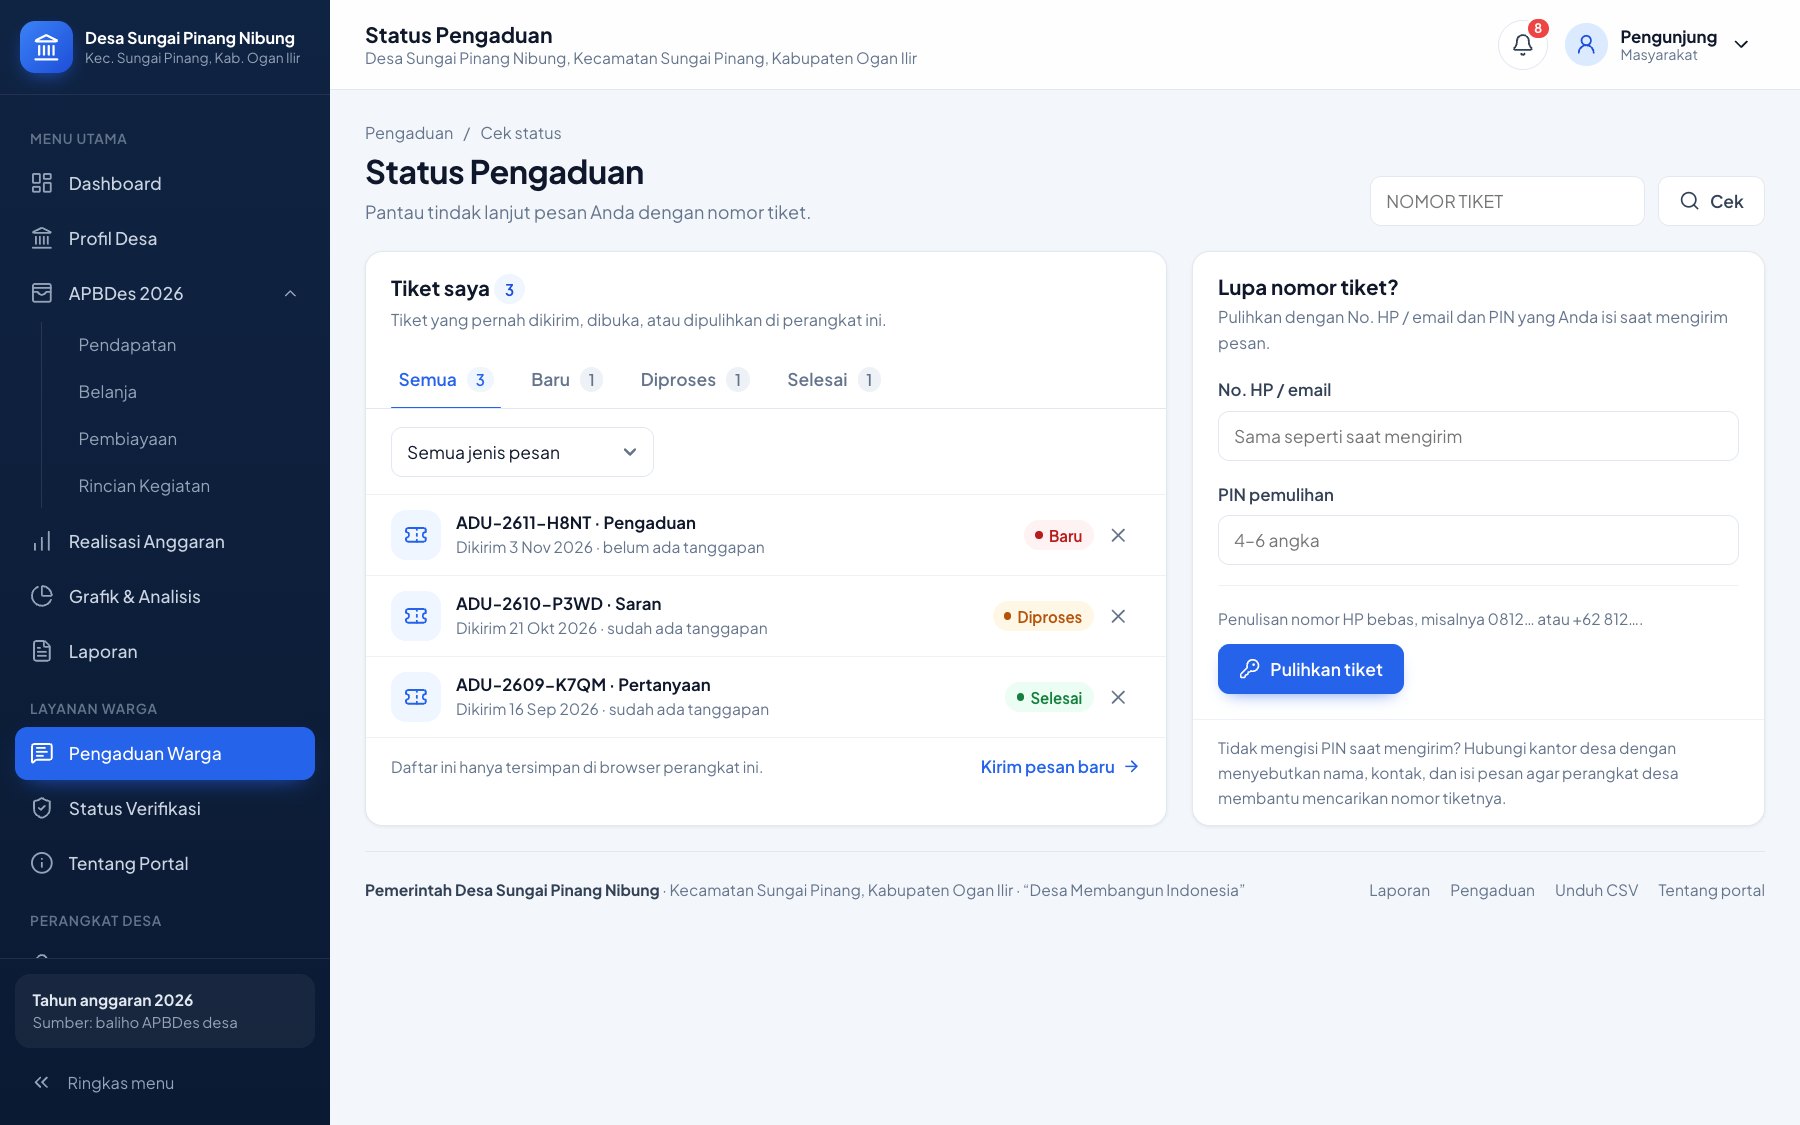 Desa Sungai Pinang Nibung
Kec. Sungai Pinang, Kab. Ogan Ilir
MENU UTAMA
Dashboard
Profil Desa
APBDes 2026
Pendapatan
Belanja
Pembiayaan
Rincian Kegiatan
Realisasi Anggaran
Grafik & Analisis
Laporan
LAYANAN WARGA
Pengaduan Warga
Status Verifikasi
Tentang Portal
PERANGKAT DESA
Tahun anggaran 2026
Sumber: baliho APBDes desa
Ringkas menu
Status Pengaduan
Desa Sungai Pinang Nibung, Kecamatan Sungai Pinang, Kabupaten Ogan Ilir
8
Pengunjung
Masyarakat
Pengaduan / Cek status
Status Pengaduan
Pantau tindak lanjut pesan Anda dengan nomor tiket.
NOMOR TIKET
Cek
Tiket saya 3
Tiket yang pernah dikirim, dibuka, atau dipulihkan di perangkat ini.
Semua 3 Baru 1 Diproses 1 Selesai 1
Semua jenis pesan
ADU-2611-H8NT · Pengaduan
Dikirim 3 Nov 2026 · belum ada tanggapan
Baru
ADU-2610-P3WD · Saran
Dikirim 21 Okt 2026 · sudah ada tanggapan
Diproses
ADU-2609-K7QM · Pertanyaan
Dikirim 16 Sep 2026 · sudah ada tanggapan
Selesai
Daftar ini hanya tersimpan di browser perangkat ini.
Kirim pesan baru →
Lupa nomor tiket?
Pulihkan dengan No. HP / email dan PIN yang Anda isi saat mengirim
pesan.
No. HP / email
Sama seperti saat mengirim
PIN pemulihan
4–6 angka
Penulisan nomor HP bebas, misalnya 0812… atau +62 812….
Pulihkan tiket
Tidak mengisi PIN saat mengirim? Hubungi kantor desa dengan
menyebutkan nama, kontak, dan isi pesan agar perangkat desa
membantu mencarikan nomor tiketnya.
Pemerintah Desa Sungai Pinang Nibung · Kecamatan Sungai Pinang, Kabupaten Ogan Ilir · “Desa Membangun Indonesia”
Laporan Pengaduan Unduh CSV Tentang portal